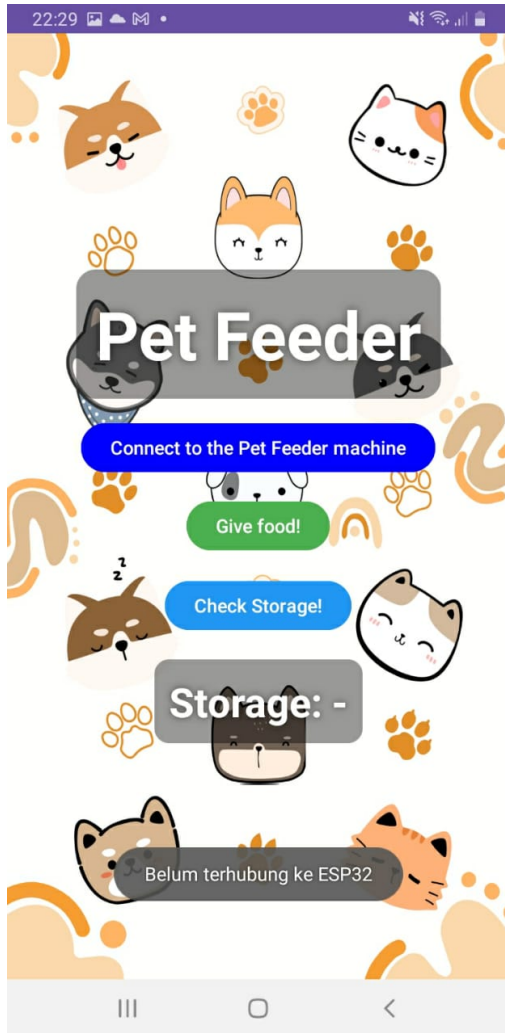 22:29
Pet Feeder
Connect to the Pet Feeder machine
Give food!
z
z
Check Storage!
Storage: -
Belum terhubung ke ESP32